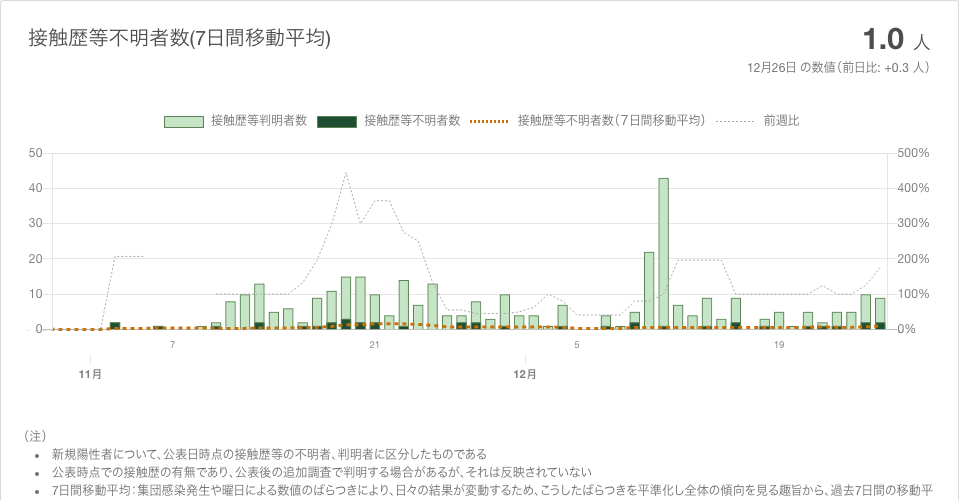 接触歴等不明者数(7日間移動平均)
1.0 人
12月26日 の数値（前日比: +0.3 人）
接触歴等判明者数 接触歴等不明者数 接触歴等不明者数（7日間移動平均） 前週比
50 500%
40 400%
30 300%
20 200%
10 100%
0 0%
7 21 5 19
11月 12月
（注）
• 新規陽性者について、公表日時点の接触歴等の不明者、判明者に区分したものである
• 公表時点での接触歴の有無であり、公表後の追加調査で判明する場合があるが、それは反映されていない
• 7日間移動平均：集団感染発生や曜日による数値のばらつきにより、日々の結果が変動するため、こうしたばらつきを平準化し全体の傾向を見る趣旨から、過去7日間の移動平